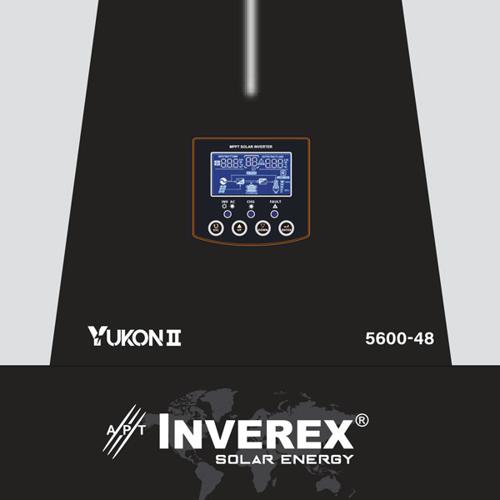 MPPT SOLAR INVERTER
INV AC CHG FAULT
YUKON II
5600-48
APT INVEREX®
SOLAR ENERGY